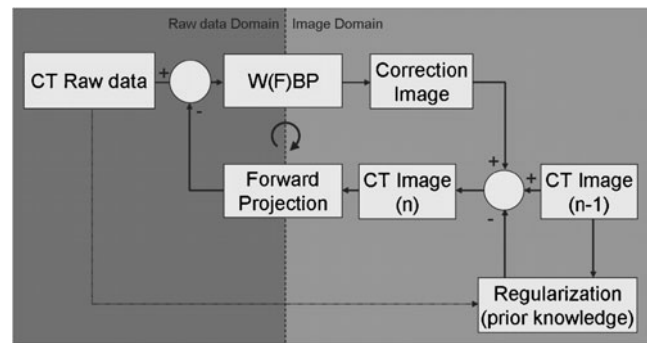 Raw data Domain Image Domain
CT Raw data
+
-
W(F)BP
Correction
Image
Forward
Projection
CT Image
(n)
+
+
-
CT Image
(n-1)
Regularization
(prior knowledge)